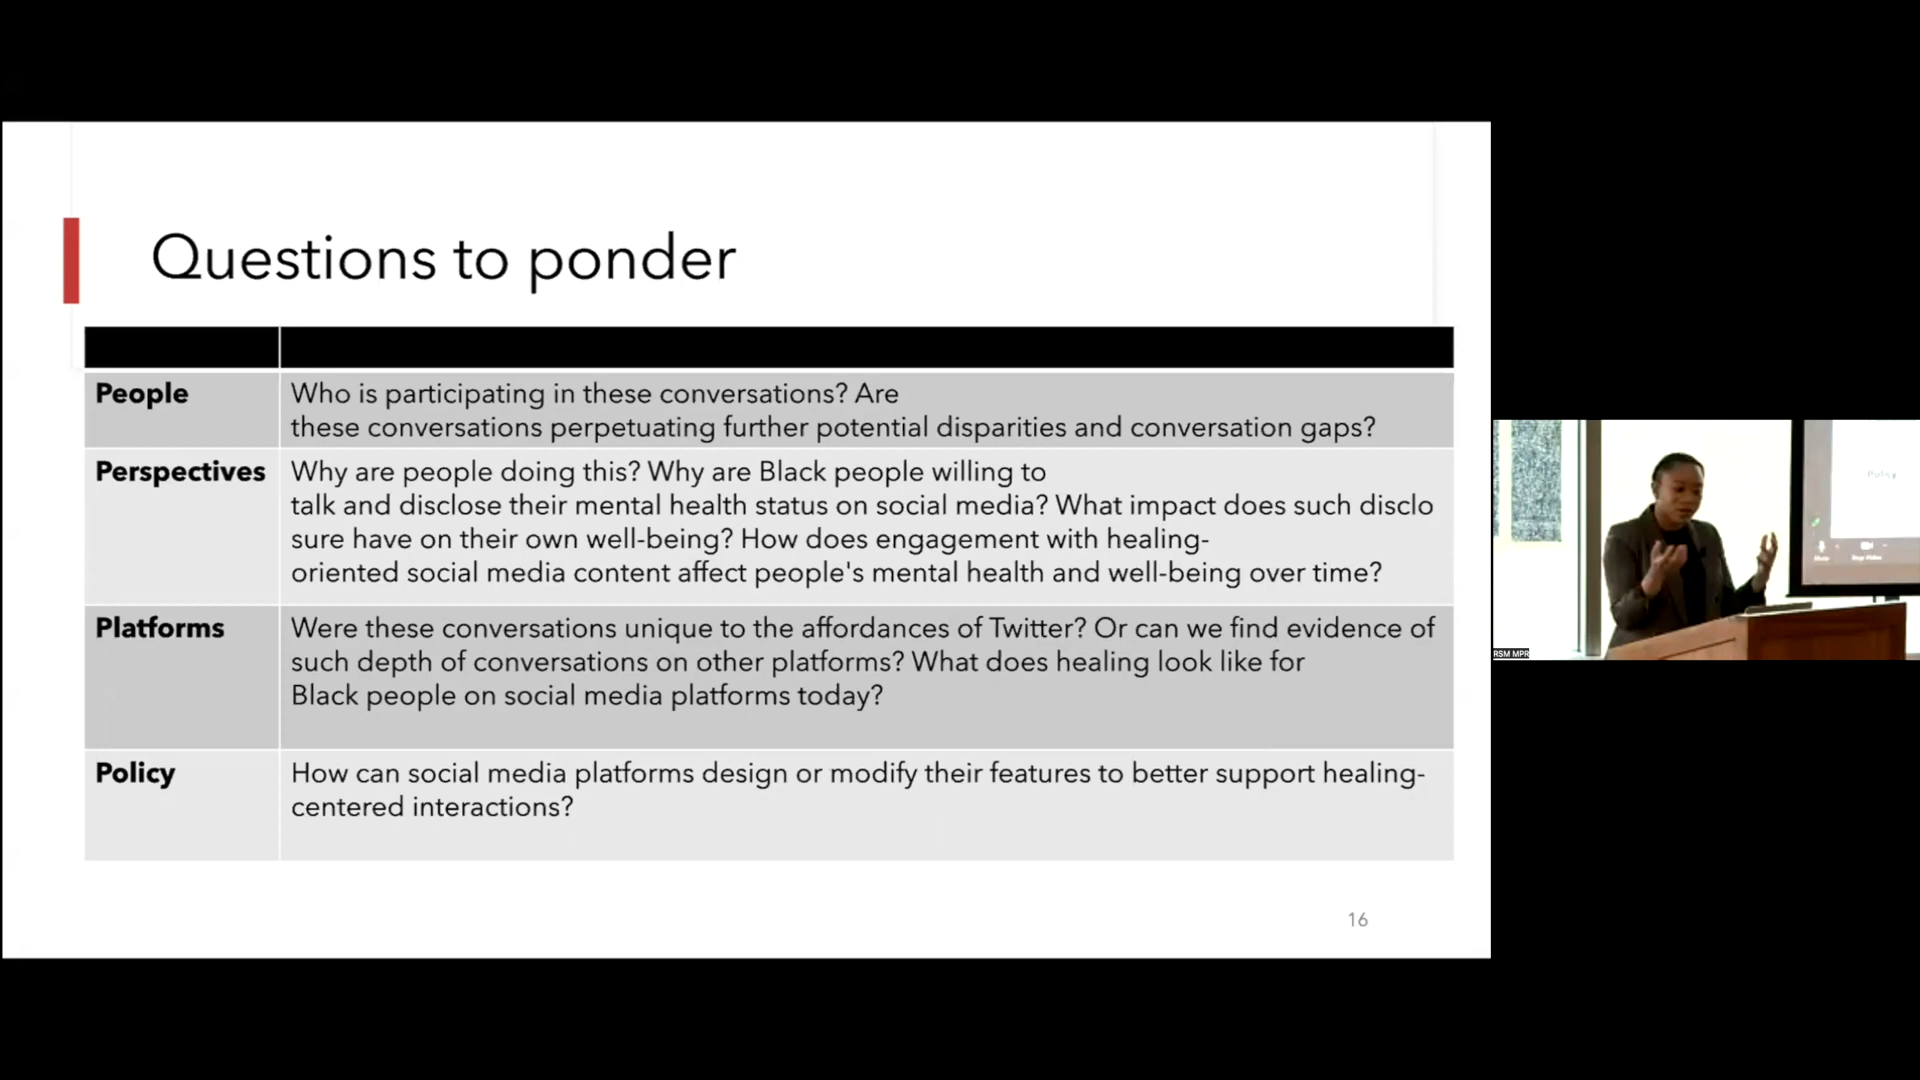 Questions to ponder
People
Who is participating in these conversations? Are
these conversations perpetuating further potential disparities and conversation gaps?
Perspectives
Why are people doing this? Why are Black people willing to
talk and disclose their mental health status on social media? What impact does such disclo
sure have on their own well-being? How does engagement with healing-
oriented social media content affect people's mental health and well-being over time?
Platforms
Were these conversations unique to the affordances of Twitter? Or can we find evidence of
such depth of conversations on other platforms? What does healing look like for
Black people on social media platforms today?
Policy
How can social media platforms design or modify their features to better support healing-
centered interactions?
16
Policy
Mute
Stop Video
RSM MPR